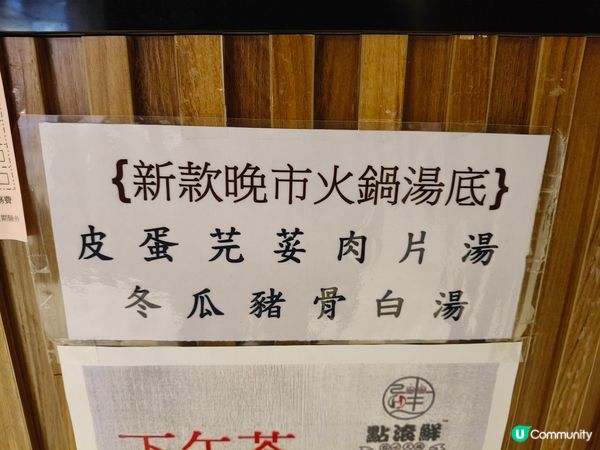 {新款晚市火鍋湯底}
皮蛋芫荽肉片湯
冬瓜豬骨白湯
下午茶
點滾鮮
U Community